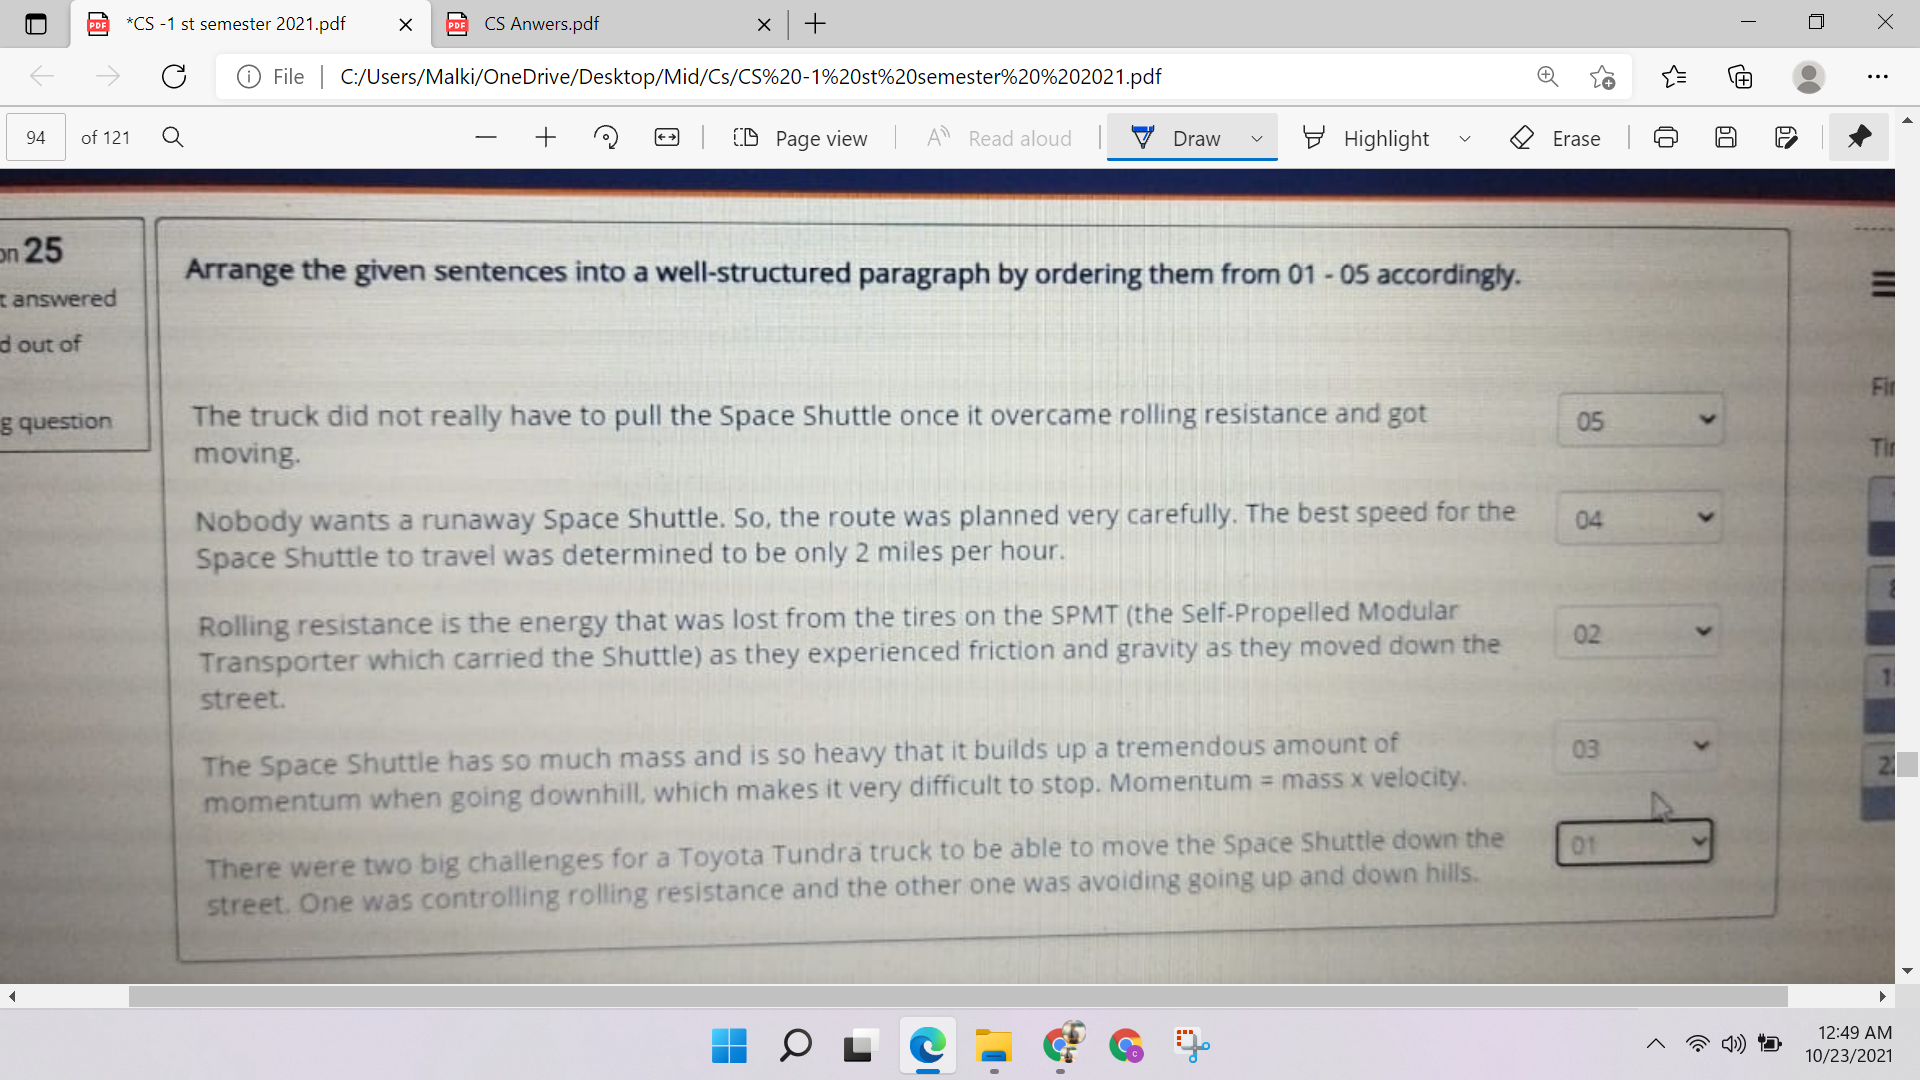 *CS -1 st semester 2021.pdf
CS Anwers.pdf
File
C:/Users/Malki/OneDrive/Desktop/Mid/Cs/CS%20-1%20st%20semester%20%202021.pdf
94 of 121
Page view
Read aloud
Draw
Highlight
Erase
on 25
t answered
d out of
g question
Arrange the given sentences into a well-structured paragraph by ordering them from 01 - 05 accordingly.
The truck did not really have to pull the Space Shuttle once it overcame rolling resistance and got
moving.
05
Nobody wants a runaway Space Shuttle. So, the route was planned very carefully. The best speed for the
Space Shuttle to travel was determined to be only 2 miles per hour.
04
Rolling resistance is the energy that was lost from the tires on the SPMT (the Self-Propelled Modular
Transporter which carried the Shuttle) as they experienced friction and gravity as they moved down the
street.
02
The Space Shuttle has so much mass and is so heavy that it builds up a tremendous amount of
momentum when going downhill, which makes it very difficult to stop. Momentum = mass x velocity.
03
There were two big challenges for a Toyota Tundra truck to be able to move the Space Shuttle down the
street. One was controlling rolling resistance and the other one was avoiding going up and down hills.
01
12:49 AM
10/23/2021